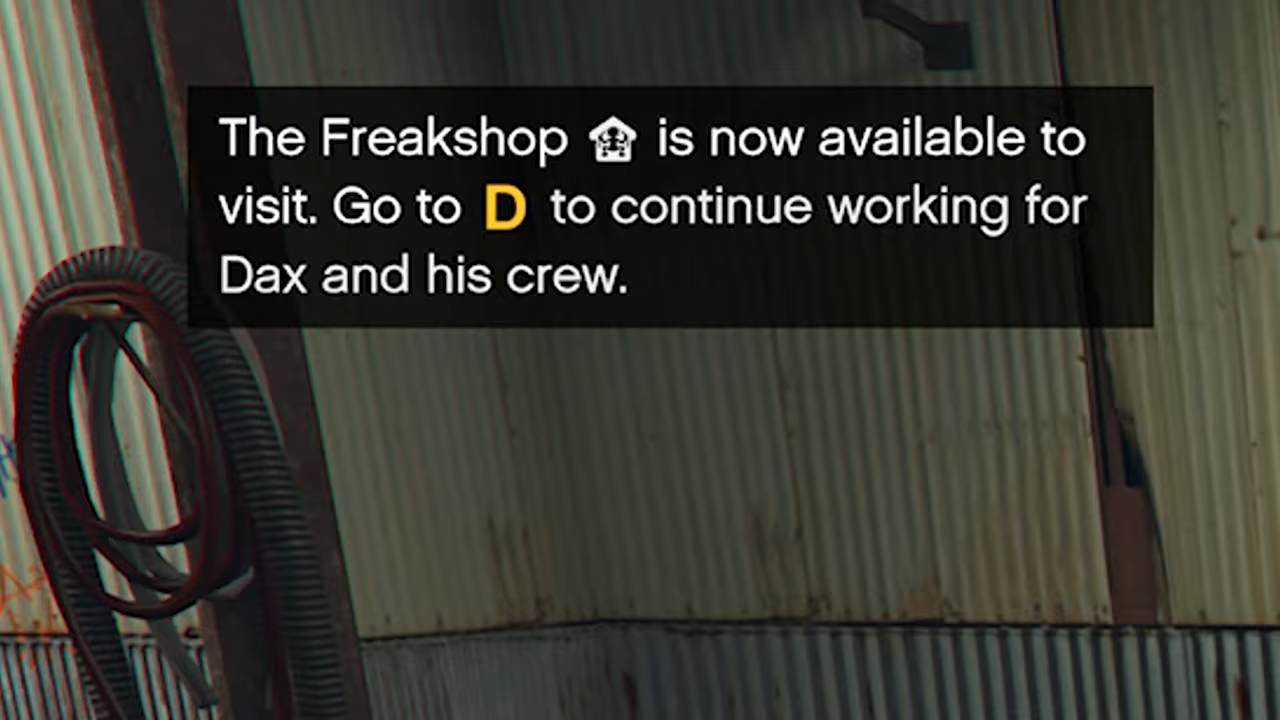 The Freakshop is now available to
visit. Go to D to continue working for
Dax and his crew.